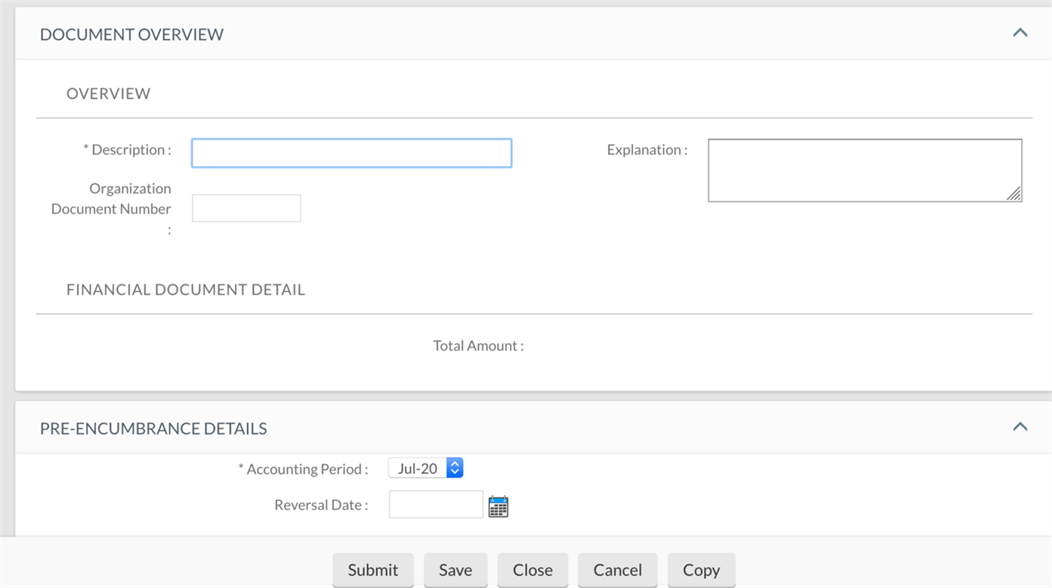 DOCUMENT OVERVIEW
OVERVIEW
* Description :
Explanation :
Organization
Document Number
:
FINANCIAL DOCUMENT DETAIL
Total Amount :
PRE-ENCUMBRANCE DETAILS
* Accounting Period : Jul-20
Reversal Date :
Submit Save Close Cancel Copy